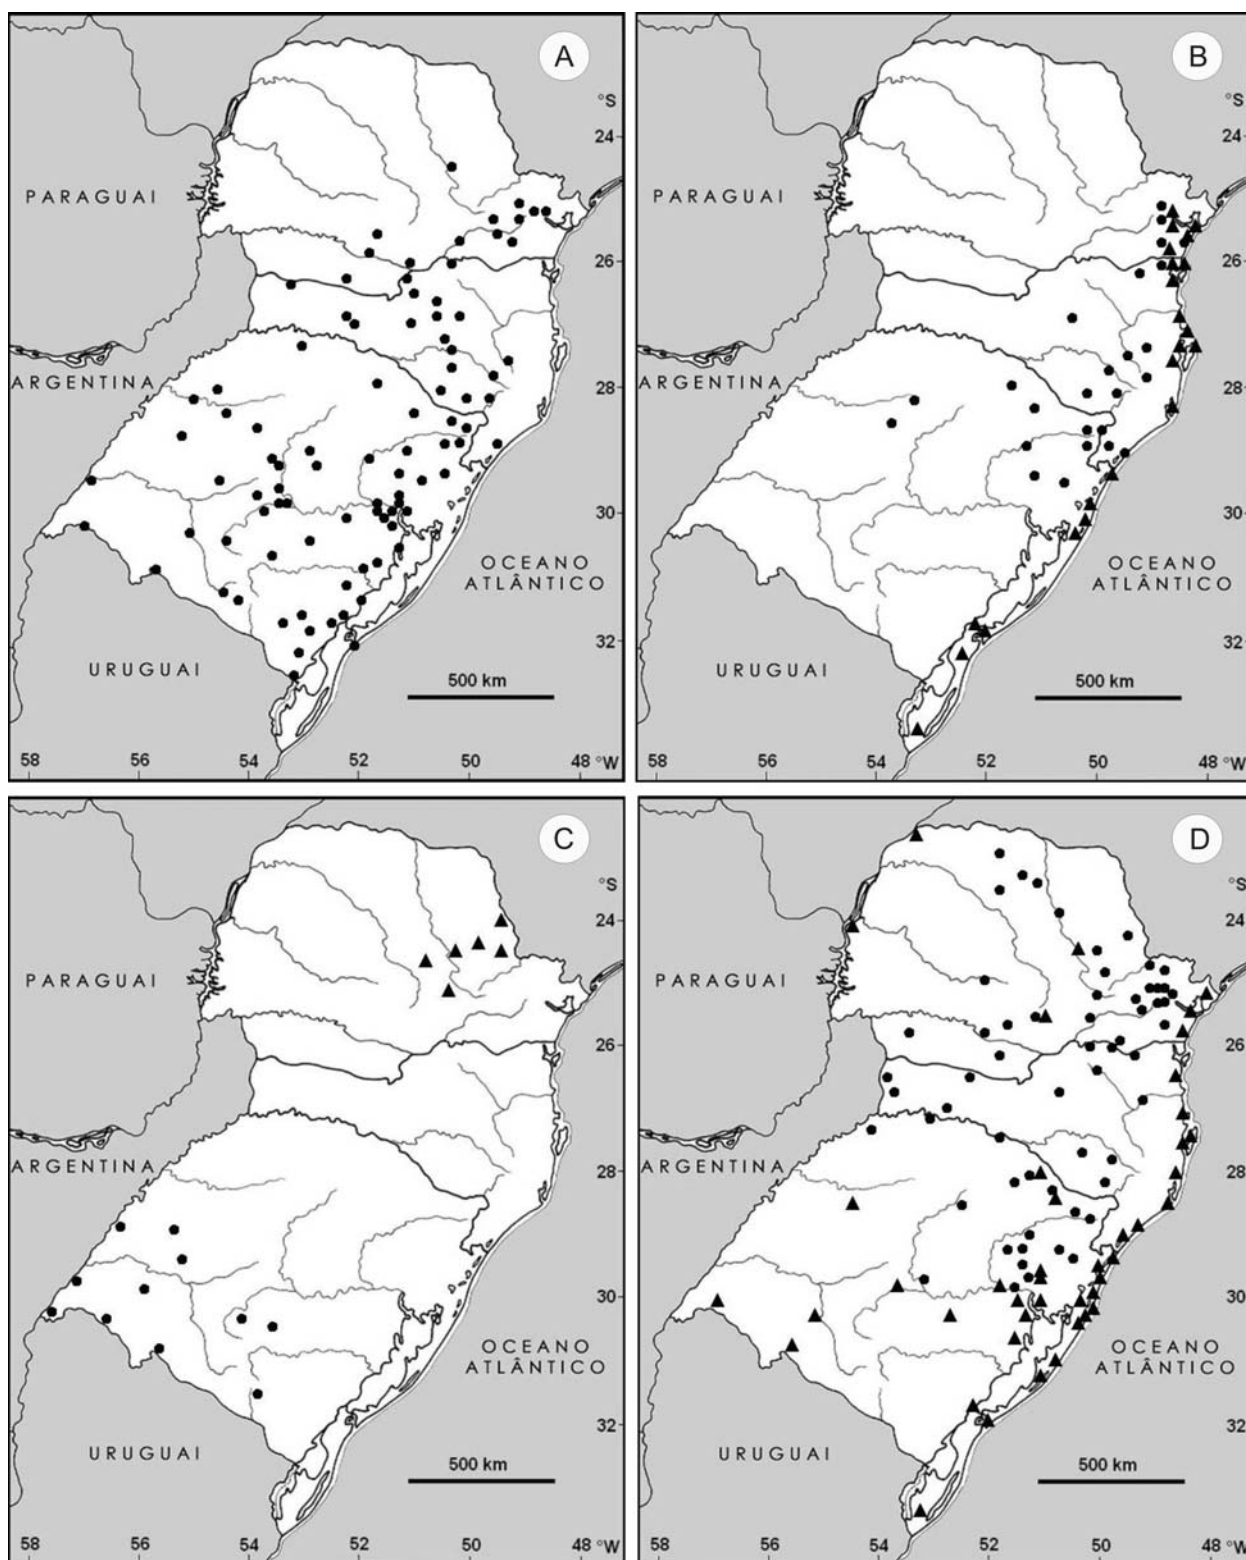 A
°S
24
PARAGUAI
26
ARGENTINA
28
30
OCEANO
ATLÂNTICO
32
URUGUAI
500 km
58 56 54 52 50 48 °W
B
°S
24
PARAGUAI
26
ARGENTINA
28
30
OCEANO
ATLÂNTICO
32
URUGUAI
500 km
58 56 54 52 50 48 °W
C
°S
24
PARAGUAI
26
ARGENTINA
28
30
OCEANO
ATLÂNTICO
32
URUGUAI
500 km
58 56 54 52 50 48 °W
D
°S
24
PARAGUAI
26
ARGENTINA
28
30
OCEANO
ATLÂNTICO
32
URUGUAI
500 km
58 56 54 52 50 48 °W